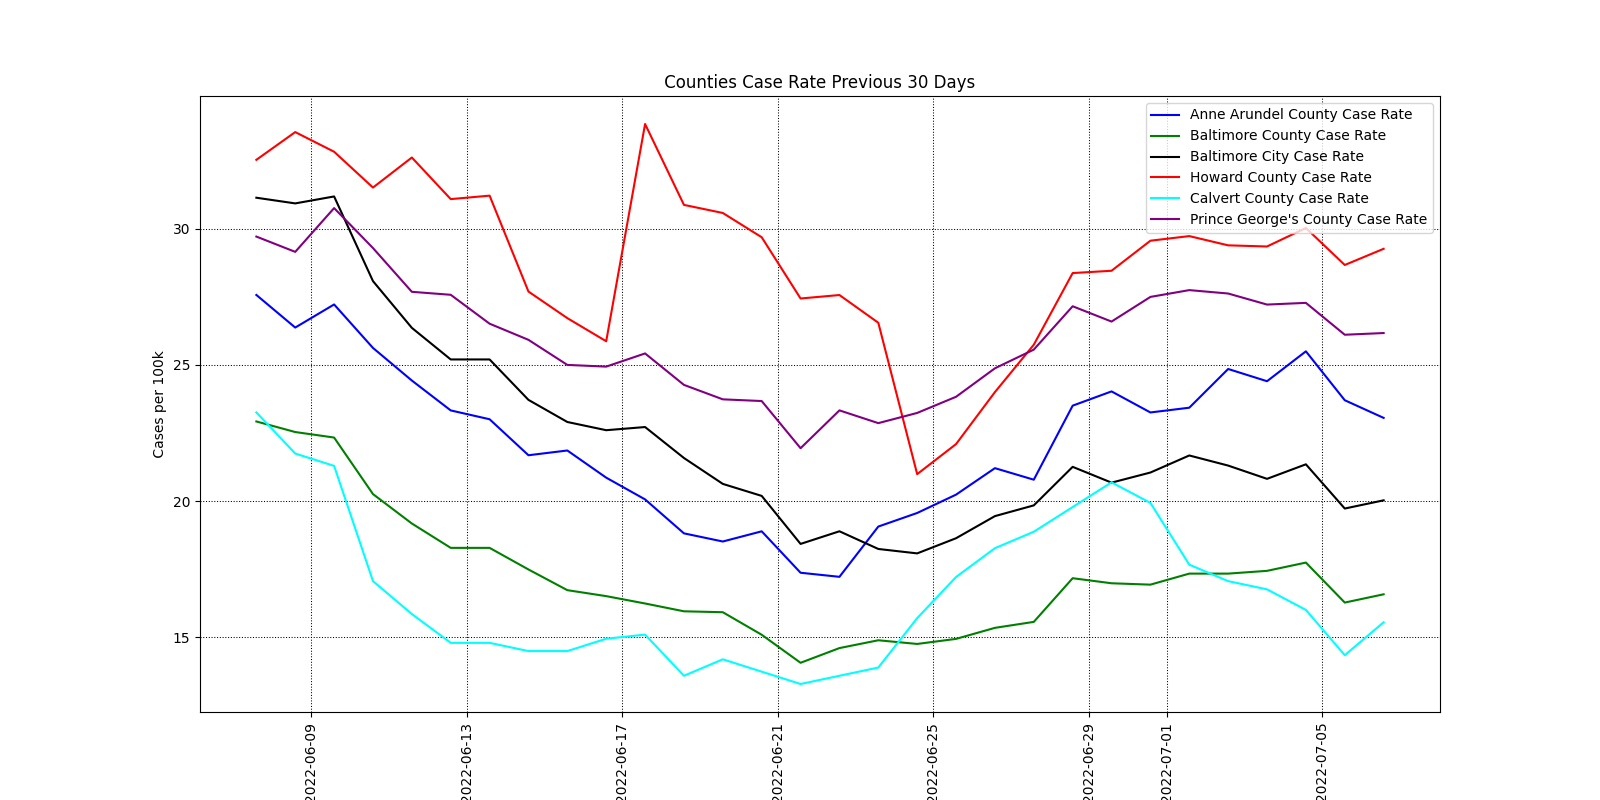 Counties Case Rate Previous 30 Days
Anne Arundel County Case Rate
Baltimore County Case Rate
Baltimore City Case Rate
Howard County Case Rate
Calvert County Case Rate
Prince George's County Case Rate
Cases per 100k
30
25
20
15
2022-06-09
2022-06-13
2022-06-17
2022-06-21
2022-06-25
2022-06-29
2022-07-01
2022-07-05